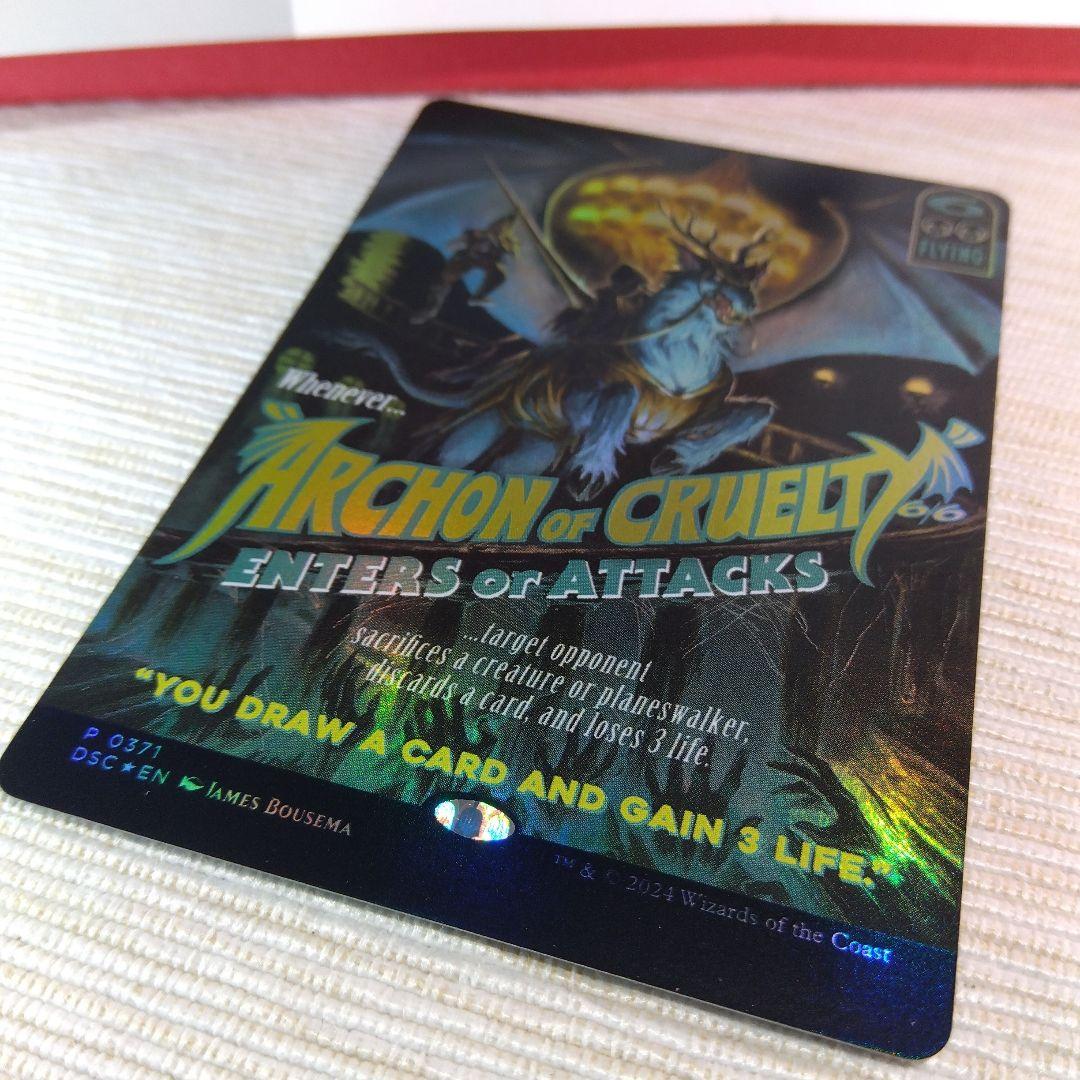 FLYING
Whenever...
ARCHON OF CRUELTY
6/6
ENTERS or ATTACKS
...target opponent
sacrifices a creature or planeswalker,
discards a card, and loses 3 life.
"YOU DRAW A CARD AND GAIN 3 LIFE."
P 0371
DSC★EN JAMES BOUSEMA
™ & © 2024 Wizards of the Coast